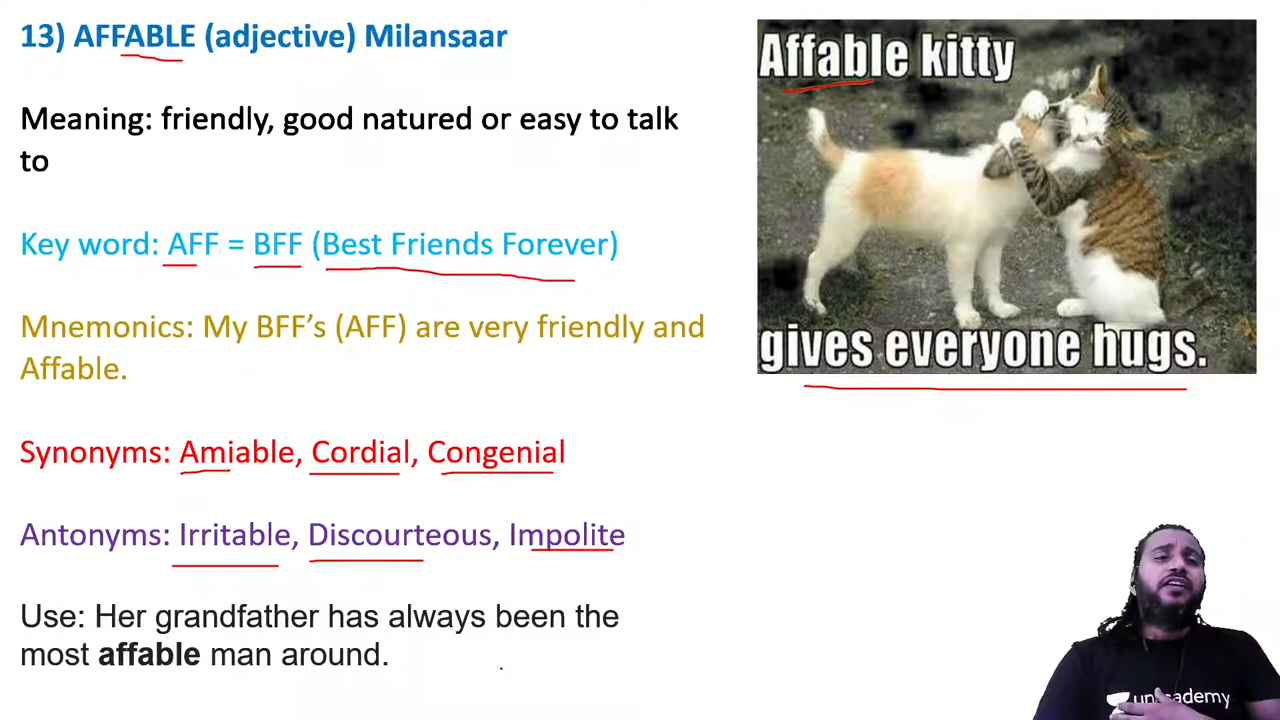 13) AFFABLE (adjective) Milansaar
Meaning: friendly, good natured or easy to talk
to
Key word: AFF = BFF (Best Friends Forever)
Mnemonics: My BFF’s (AFF) are very friendly and
Affable.
Synonyms: Amiable, Cordial, Congenial
Antonyms: Irritable, Discourteous, Impolite
Use: Her grandfather has always been the
most affable man around.
Affable kitty
gives everyone hugs.